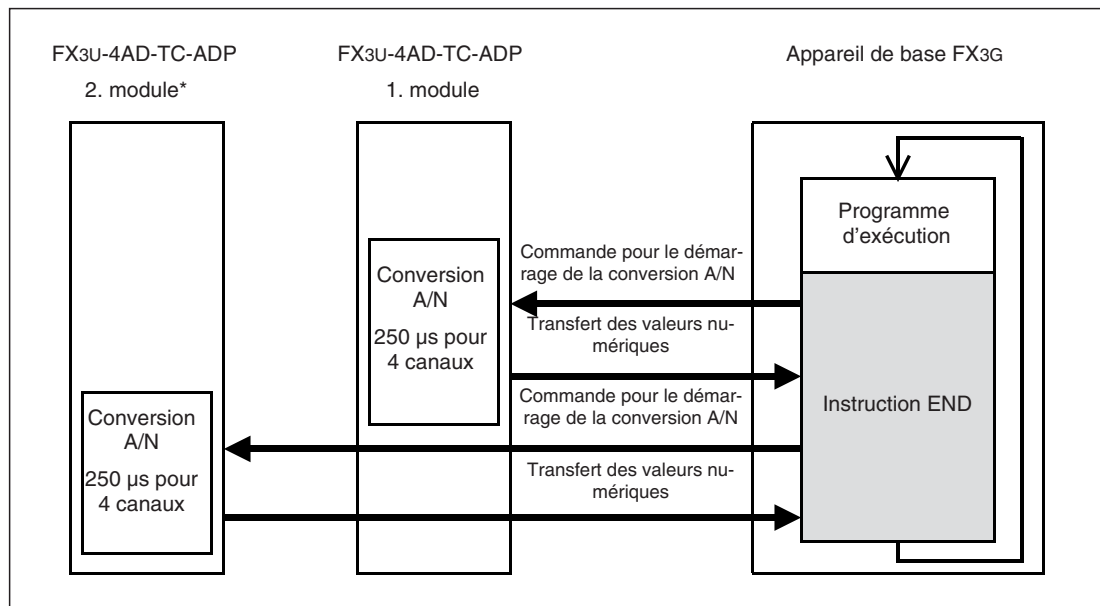 FX3U-4AD-TC-ADP
2. module*
FX3U-4AD-TC-ADP
1. module
Appareil de base FX3G
Programme
d'exécution
Commande pour le démar-
rage de la conversion A/N
Conversion
A/N
250 µs pour
4 canaux
Transfert des valeurs nu-
mériques
Commande pour le démar-
rage de la conversion A/N
Instruction END
Conversion
A/N
250 µs pour
4 canaux
Transfert des valeurs nu-
mériques